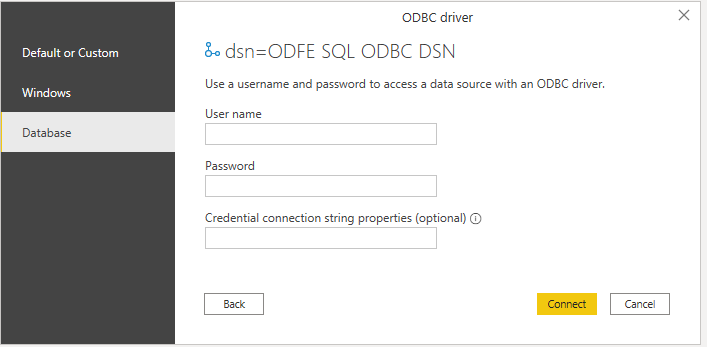 ODBC driver
Default or Custom
Windows
Database
dsn=ODFE SQL ODBC DSN
Use a username and password to access a data source with an ODBC driver.
User name
Password
Credential connection string properties (optional)
Back
Connect
Cancel